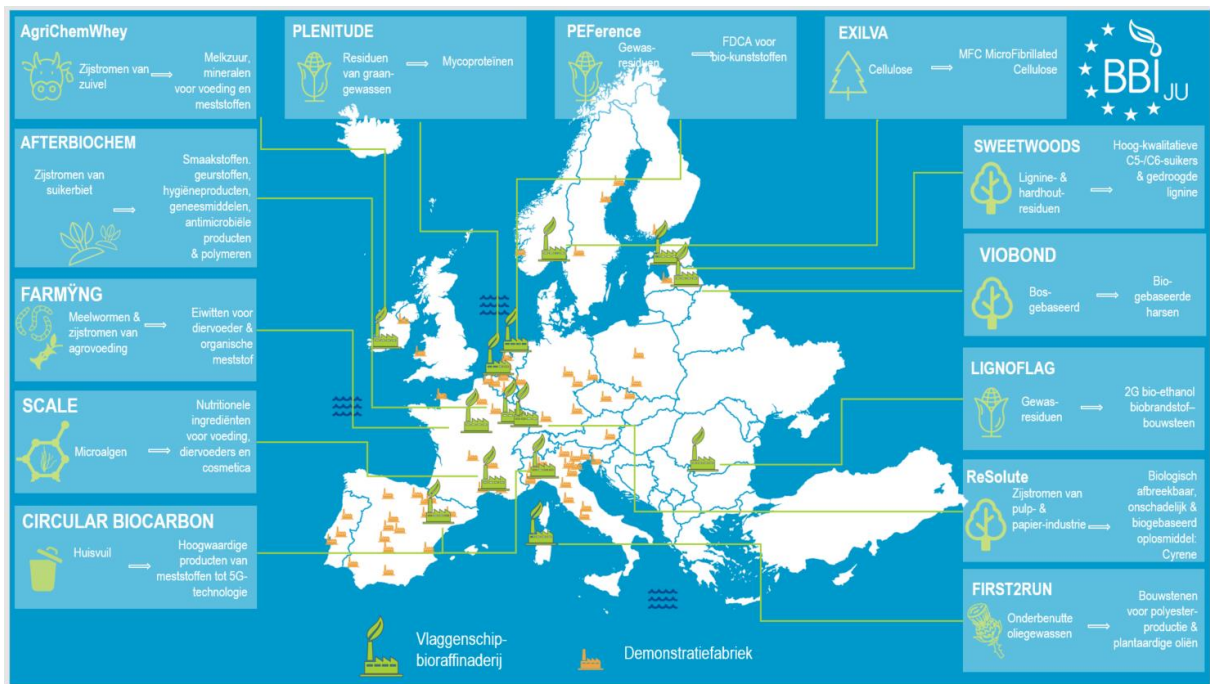 AgriChemWhey
Zijstromen van
zuivel
Melkzuur,
mineralen
voor voeding en
meststoffen
PLENITUDE
Residuen
van graan-
gewassen
Mycoproteïnen
PEFerence
Gewas-
residuen
FDCA voor
bio-kunststoffen
EXILVA
Cellulose
MFC MicroFibrillated
Cellulose
BBI JU
AFTERBIOCHEM
Zijstromen van
suikerbiet
Smaakstoffen.
geurstoffen,
hygiëneproducten,
geneesmiddelen,
antimicrobiële
producten
& polymeren
FARMŸNG
Meelwormen &
zijstromen van
agrovoeding
Eiwitten voor
diervoeder &
organische
meststof
SCALE
Microalgen
Nutritionele
ingrediënten
voor voeding,
diervoeders en
cosmetica
CIRCULAR BIOCARBON
Huisvuil
Hoogwaardige
producten van
meststoffen tot 5G-
technologie
SWEETWOODS
Lignine- &
hardhout-
residuen
Hoog-kwalitatieve
C5-/C6-suikers
& gedroogde
lignine
VIOBOND
Bos-
gebaseerd
Bio-
gebaseerde
harsen
LIGNOFLAG
Gewas-
residuen
2G bio-ethanol
biobrandstof–
bouwsteen
ReSolute
Zijstromen van
pulp- &
papier-industrie
Biologisch
afbreekbaar,
onschadelijk &
biogebaseerd
oplosmiddel:
Cyrene
FIRST2RUN
Onderbenutte
oliegewassen
Bouwstenen
voor polyester-
productie &
plantaardige oliën
Vlaggenschip-
bioraffinaderij
Demonstratiefabriek